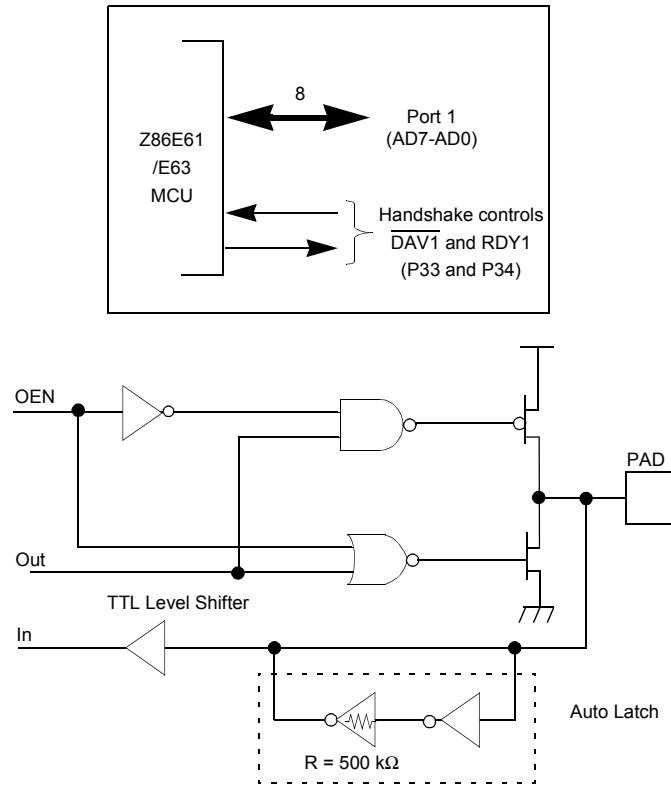 8
Port 1
(AD7-AD0)
Z86E61
/E63
MCU
Handshake controls
DAV1 and RDY1
(P33 and P34)
OEN
PAD
Out
TTL Level Shifter
In
Auto Latch
R = 500 kΩ